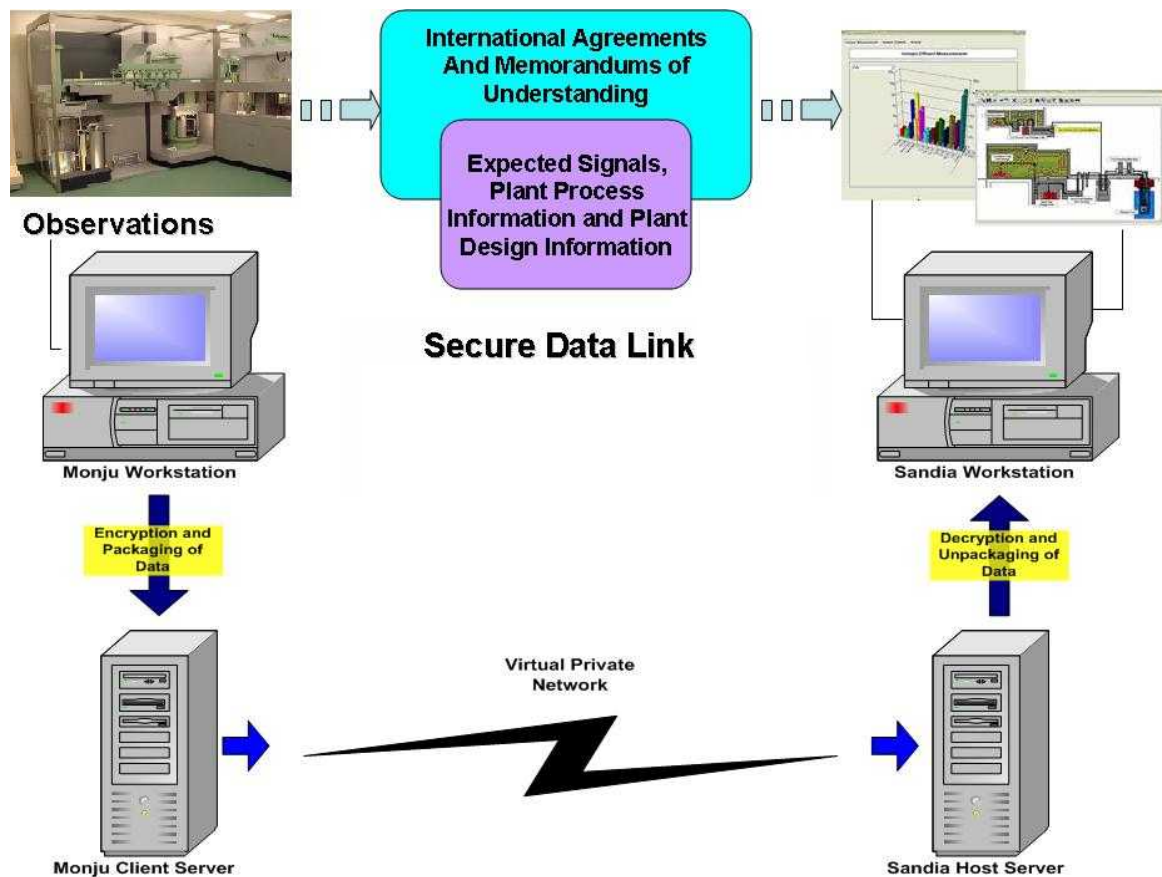 International Agreements
And Memorandums of
Understanding
Expected Signals,
Plant Process
Information and Plant
Design Information
Observations
Secure Data Link
Monju Workstation
Sandia Workstation
Encryption and
Packaging of
Data
Decryption and
Unpackaging of
Data
Virtual Private
Network
Monju Client Server
Sandia Host Server